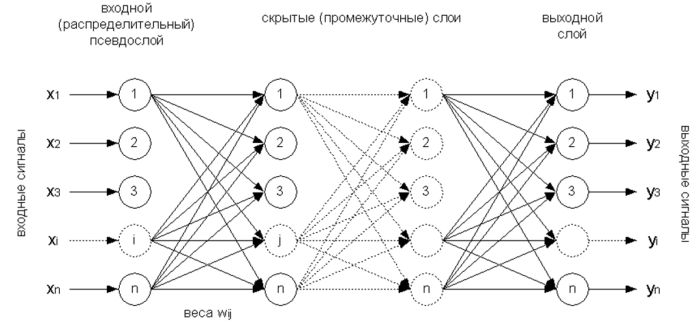 входной
(распределительный)
псевдослой
скрытые (промежуточные) слои
выходной
слой
входные сигналы
x1
1
1
1
1
y1
x2
2
2
2
2
y2
x3
3
3
3
3
y3
xi
i
j
yi
xn
n
n
n
n
yn
выходные сигналы
веса wij